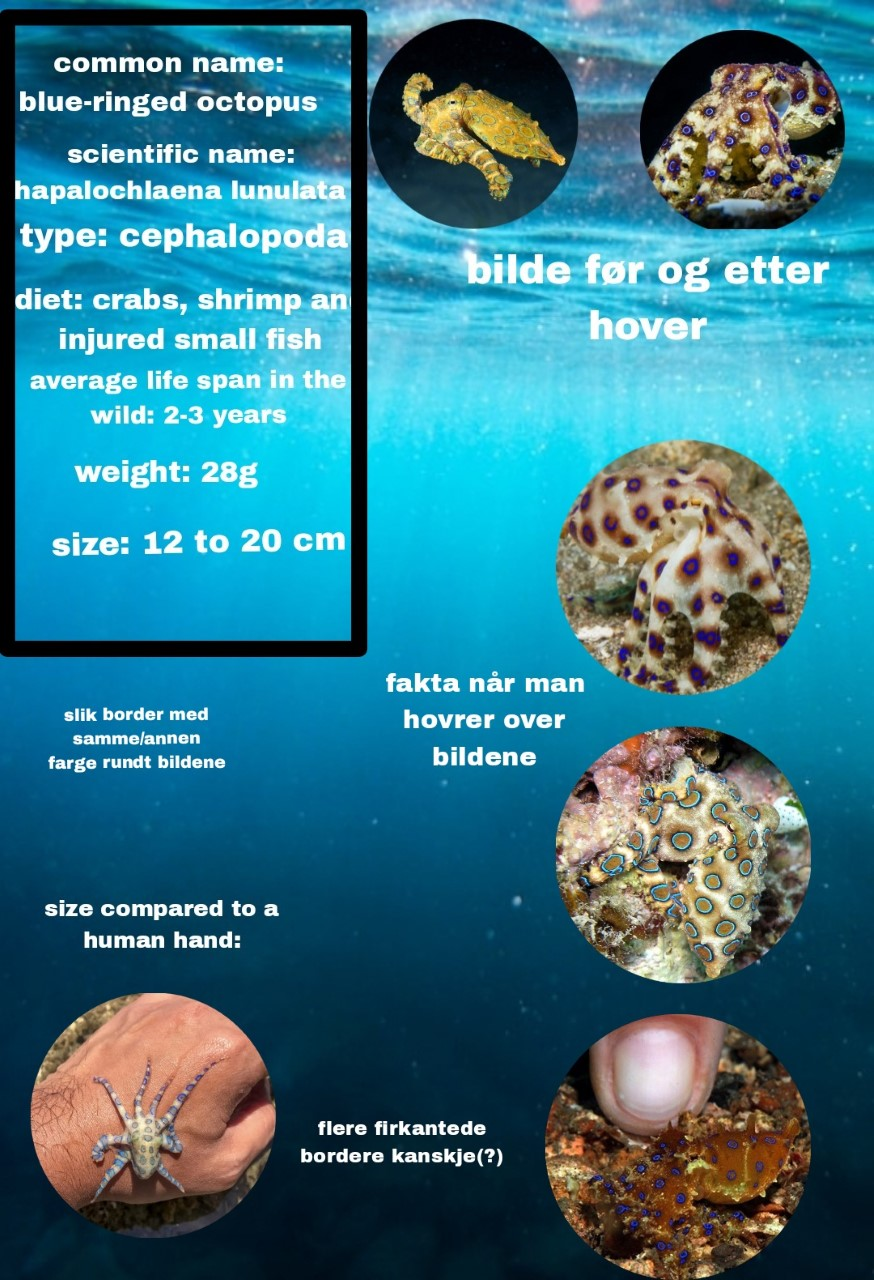 common name:
blue-ringed octopus
scientific name:
hapalochlaena lunulata
type: cephalopoda
diet: crabs, shrimp an
injured small fish
average life span in the
wild: 2-3 years
weight: 28g
size: 12 to 20 cm
bilde før og etter
hover
fakta når man
hovrer over
bildene
slik border med
samme/annen
farge rundt bildene
size compared to a
human hand:
flere firkantede
bordere kanskje(?)